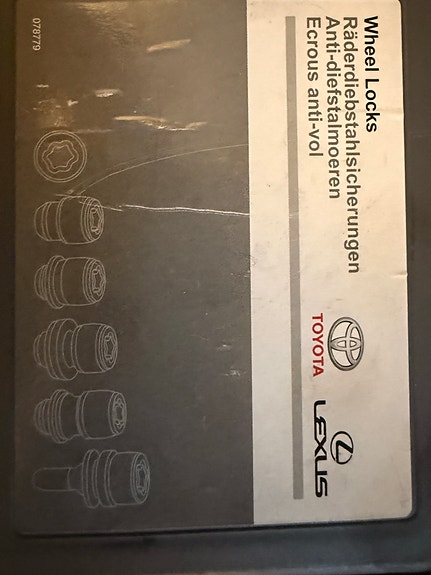 Wheel Locks
Räderdiebstahlsicherungen
Anti-diefstalmoeren
Ecrous anti-vol
TOYOTA
LEXUS
078779